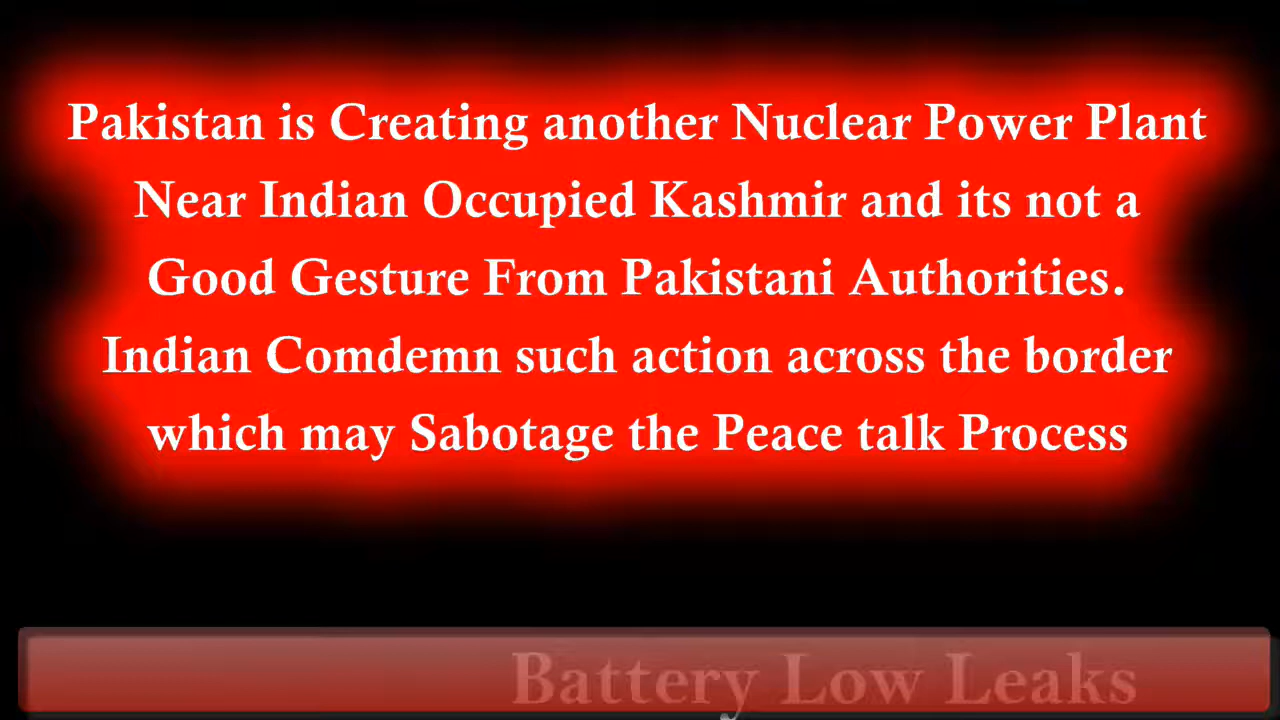 Pakistan is Creating another Nuclear Power Plant
Near Indian Occupied Kashmir and its not a
Good Gesture From Pakistani Authorities.
Indian Comdemn such action across the border
which may Sabotage the Peace talk Process
Battery Low Leaks